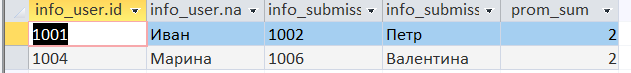 info_user.id info_user.na info_submiss info_submiss prom_sum
1001 Иван 1002 Петр 2
1004 Марина 1006 Валентина 2